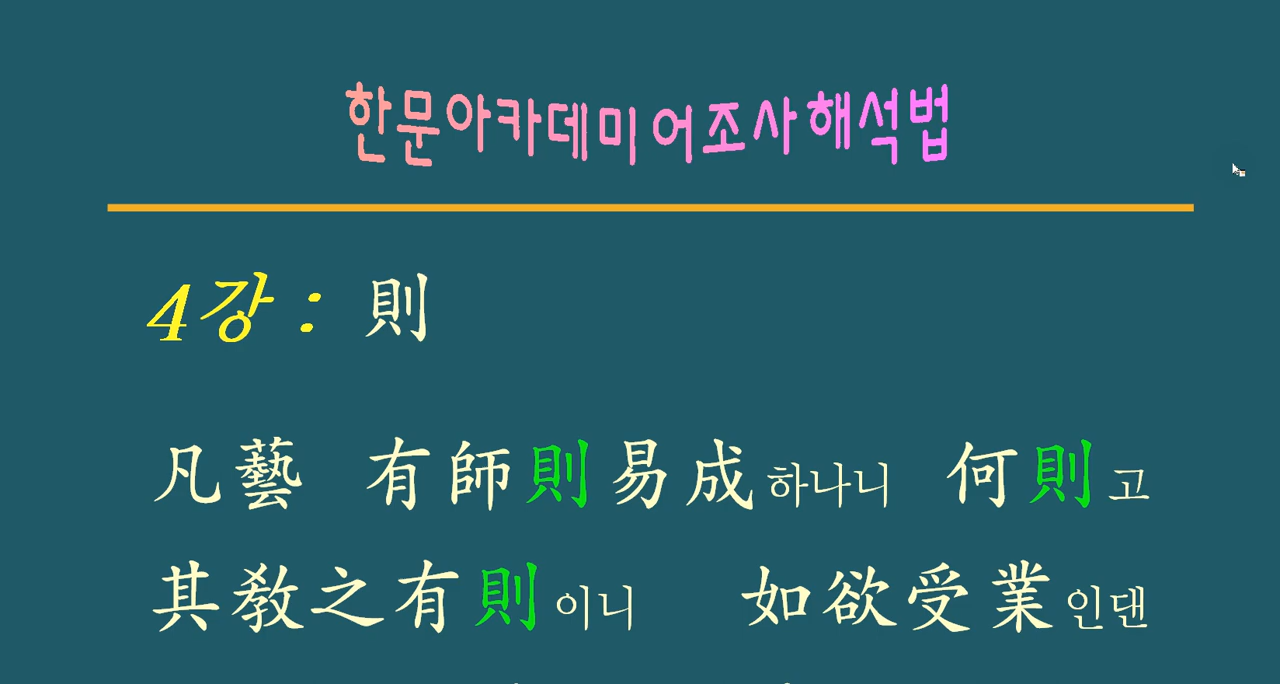 한문아카데미 어조사해석법
4강 : 則
凡藝 有師則易成하나니 何則고
其敎之有則이니 如欲受業인댄